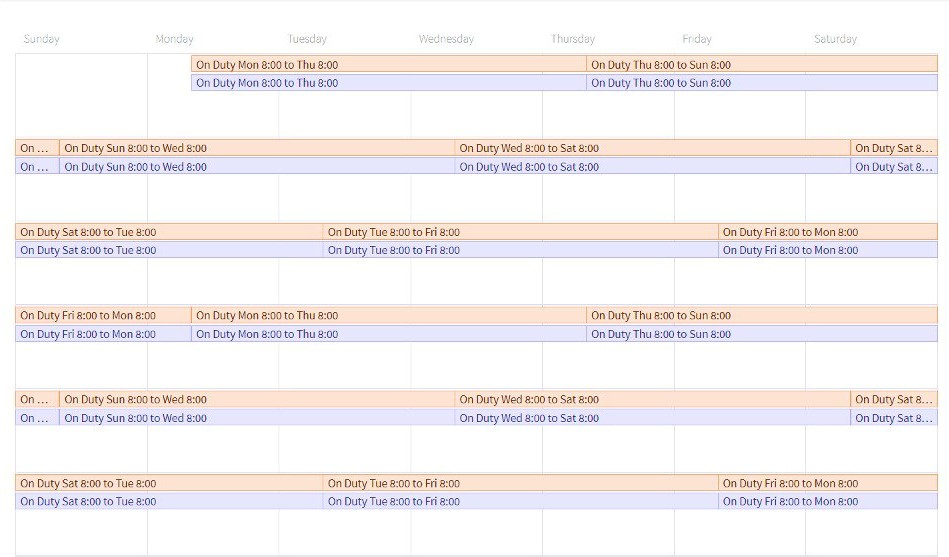 Sunday Monday Tuesday Wednesday Thursday Friday Saturday
On Duty Mon 8:00 to Thu 8:00 On Duty Thu 8:00 to Sun 8:00
On Duty Mon 8:00 to Thu 8:00 On Duty Thu 8:00 to Sun 8:00
On ... On Duty Sun 8:00 to Wed 8:00 On Duty Wed 8:00 to Sat 8:00 On Duty Sat 8...
On ... On Duty Sun 8:00 to Wed 8:00 On Duty Wed 8:00 to Sat 8:00 On Duty Sat 8...
On Duty Sat 8:00 to Tue 8:00 On Duty Tue 8:00 to Fri 8:00 On Duty Fri 8:00 to Mon 8:00
On Duty Sat 8:00 to Tue 8:00 On Duty Tue 8:00 to Fri 8:00 On Duty Fri 8:00 to Mon 8:00
On Duty Fri 8:00 to Mon 8:00 On Duty Mon 8:00 to Thu 8:00 On Duty Thu 8:00 to Sun 8:00
On Duty Fri 8:00 to Mon 8:00 On Duty Mon 8:00 to Thu 8:00 On Duty Thu 8:00 to Sun 8:00
On ... On Duty Sun 8:00 to Wed 8:00 On Duty Wed 8:00 to Sat 8:00 On Duty Sat 8...
On ... On Duty Sun 8:00 to Wed 8:00 On Duty Wed 8:00 to Sat 8:00 On Duty Sat 8...
On Duty Sat 8:00 to Tue 8:00 On Duty Tue 8:00 to Fri 8:00 On Duty Fri 8:00 to Mon 8:00
On Duty Sat 8:00 to Tue 8:00 On Duty Tue 8:00 to Fri 8:00 On Duty Fri 8:00 to Mon 8:00